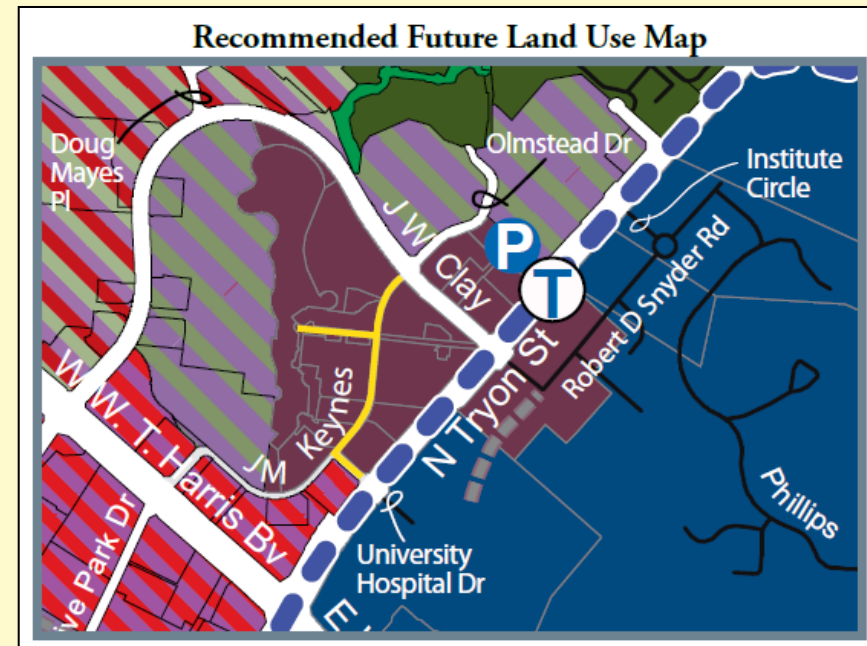 Recommended Future Land Use Map
Doug
Mayes
Pl
Olmstead Dr
Institute
Circle
J W
Clay
P
T
Robert D Snyder Rd
N Tryon St
Keynes
JM
W.W. T. Harris Bv
Phillips
University
Hospital Dr
Park Dr